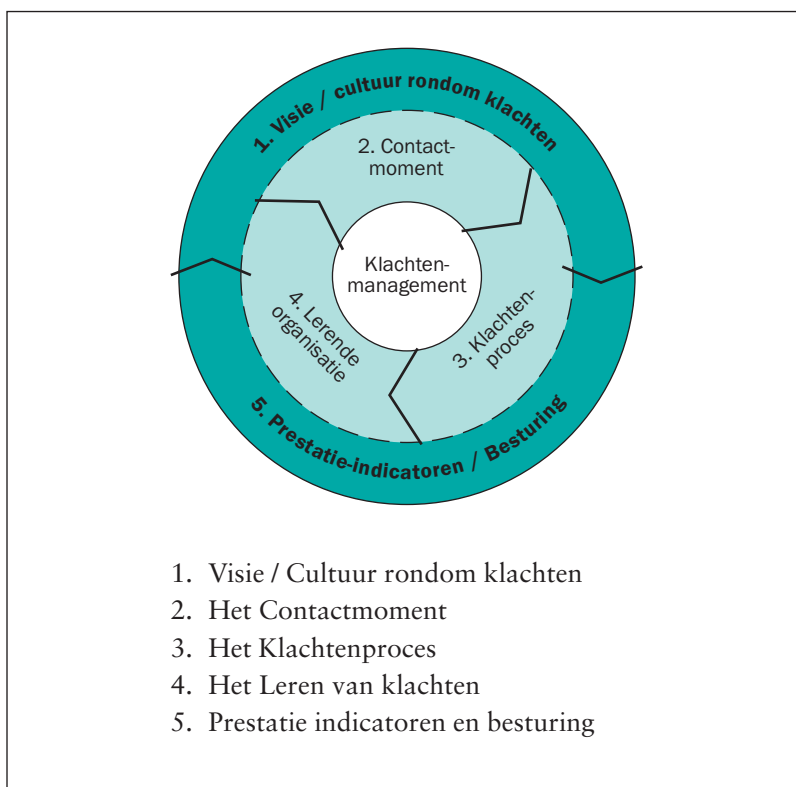 1. Visie / cultuur rondom klachten
2. Contact-
moment
Klachten-
management
3. Klachten-
proces
4. Lerende
organisatie
5. Prestatie-indicatoren / Besturing
1. Visie / Cultuur rondom klachten
2. Het Contactmoment
3. Het Klachtenproces
4. Het Leren van klachten
5. Prestatie indicatoren en besturing